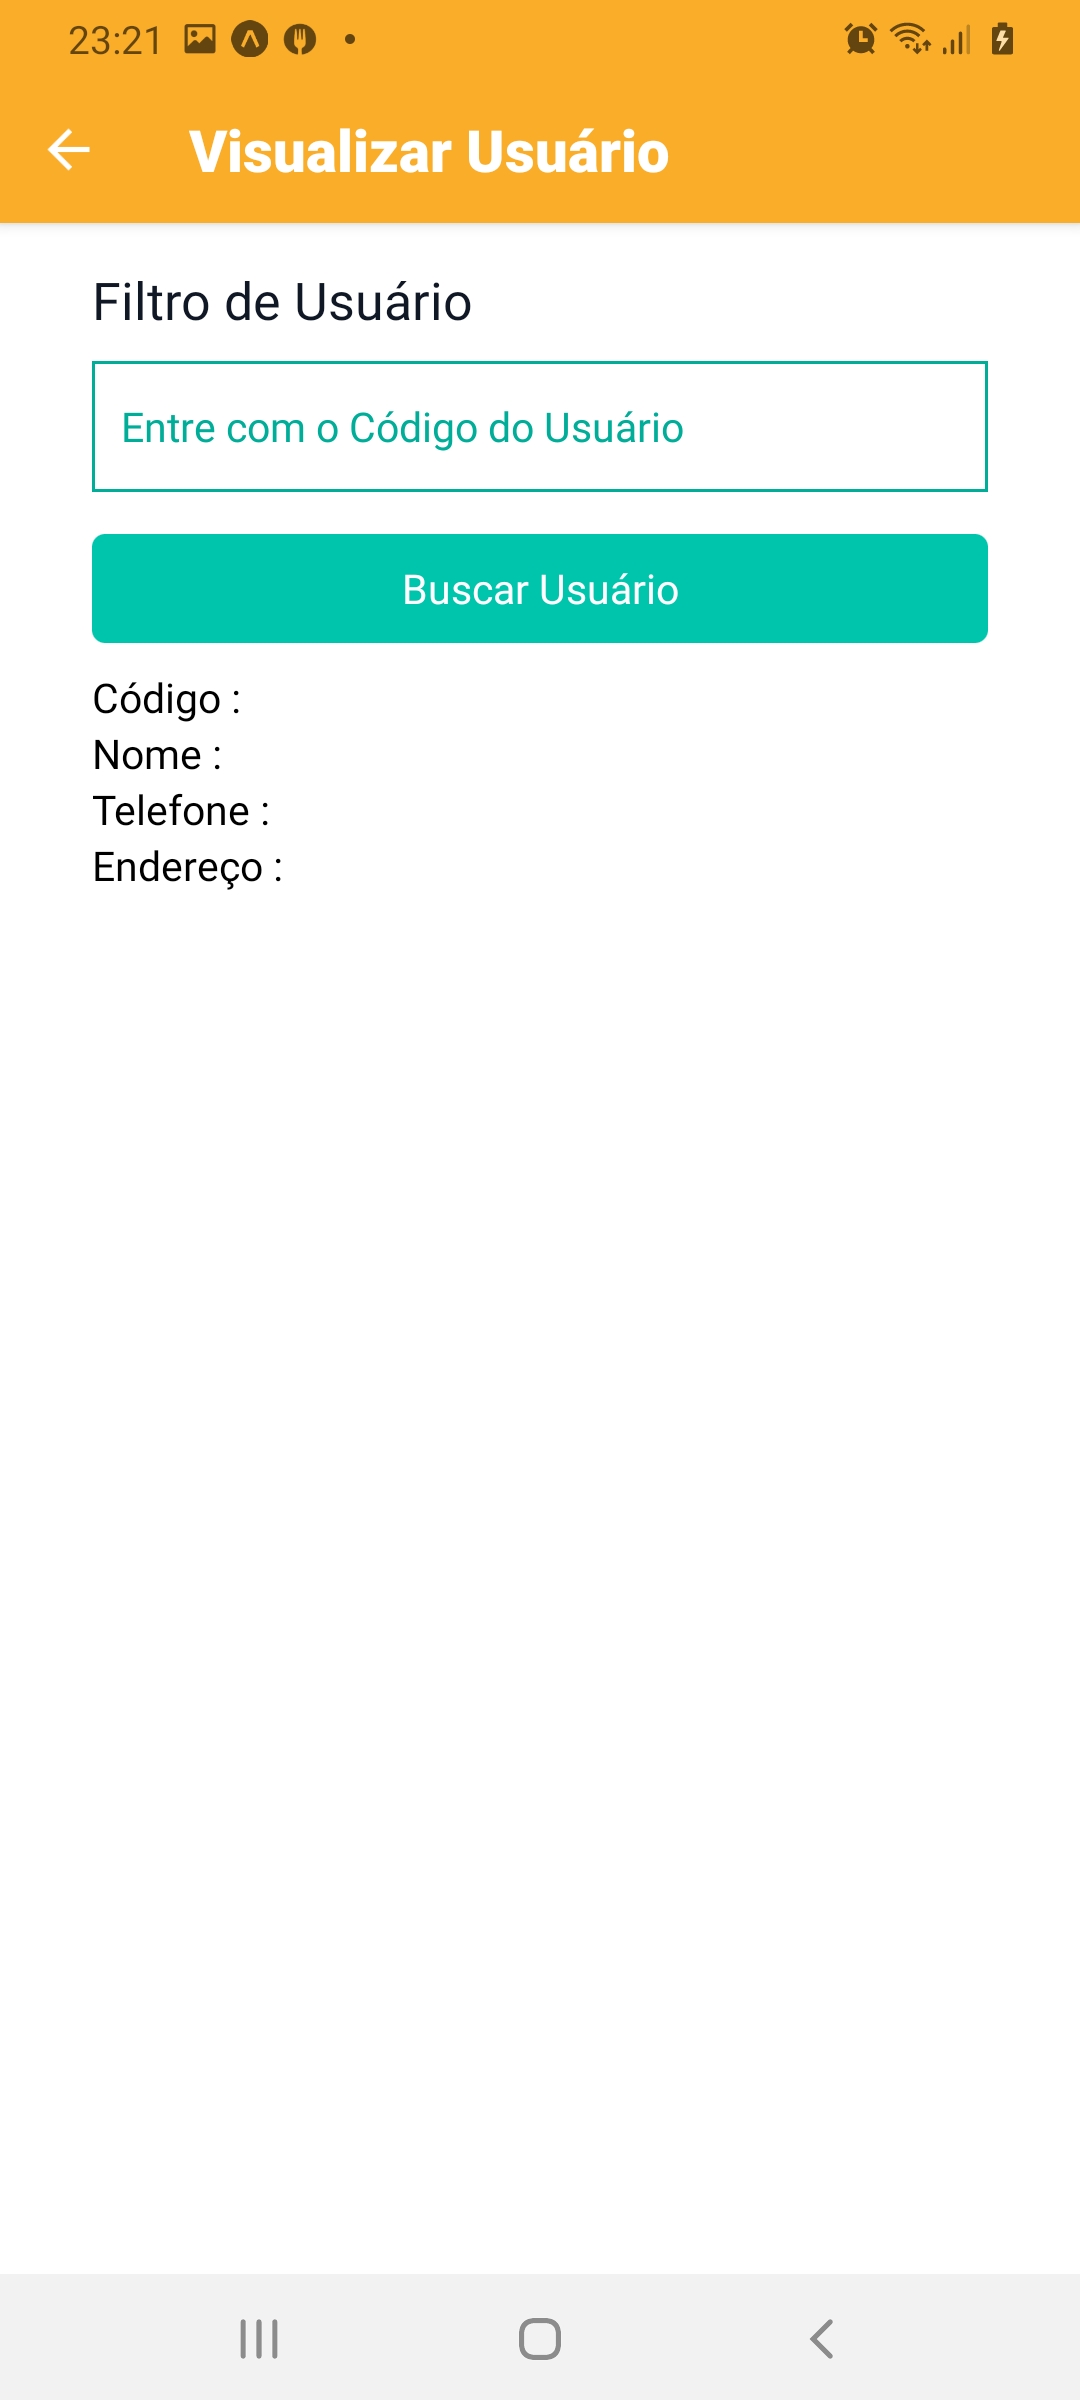 23:21
Visualizar Usuário
Filtro de Usuário
Entre com o Código do Usuário
Buscar Usuário
Código :
Nome :
Telefone :
Endereço :